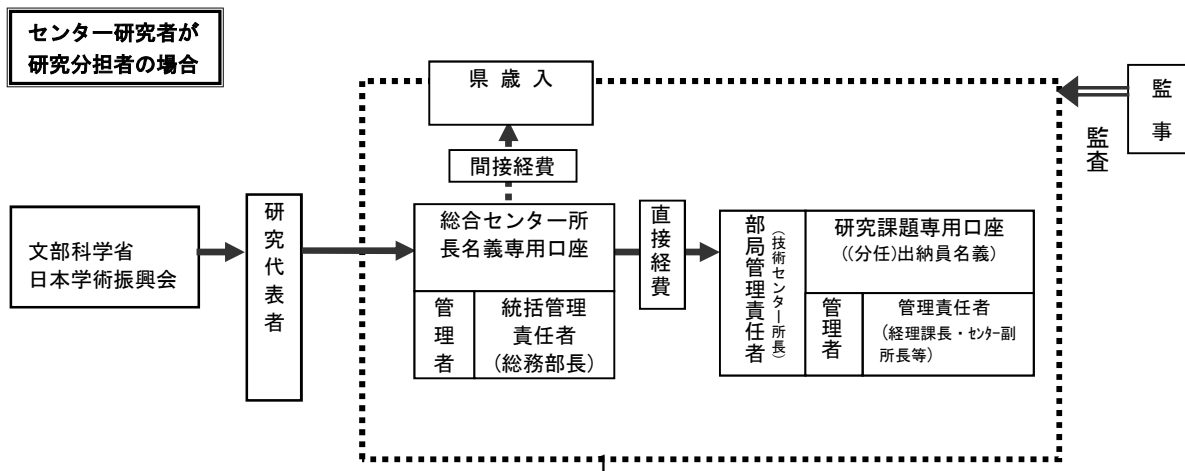 センター研究者が
研究分担者の場合
県 歳 入
監事
監査
間接経費
文部科学省
日本学術振興会
研究代表者
総合センター所
長名義専用口座
管理者
統括管理
責任者
(総務部長)
直接経費
部局管理責任者
(技術センター所長)
研究課題専用口座
((分任)出納員名義)
管理者
管理責任者
(経理課長・センター副
所長等)